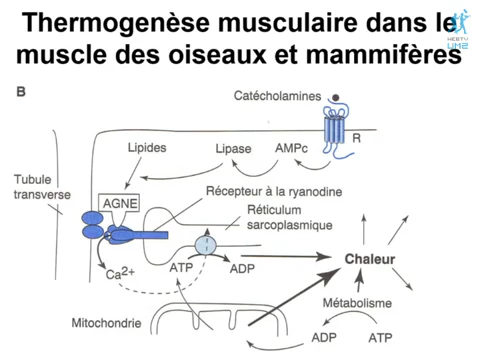 Thermogenèse musculaire dans le
muscle des oiseaux et mammifères
B
Catécholamines
R
Lipides
Lipase
AMPc
Tubule
transverse
AGNE
Récepteur à la ryanodine
Réticulum
sarcoplasmique
Ca2+
ATP
ADP
Chaleur
Mitochondrie
Métabolisme
ADP
ATP